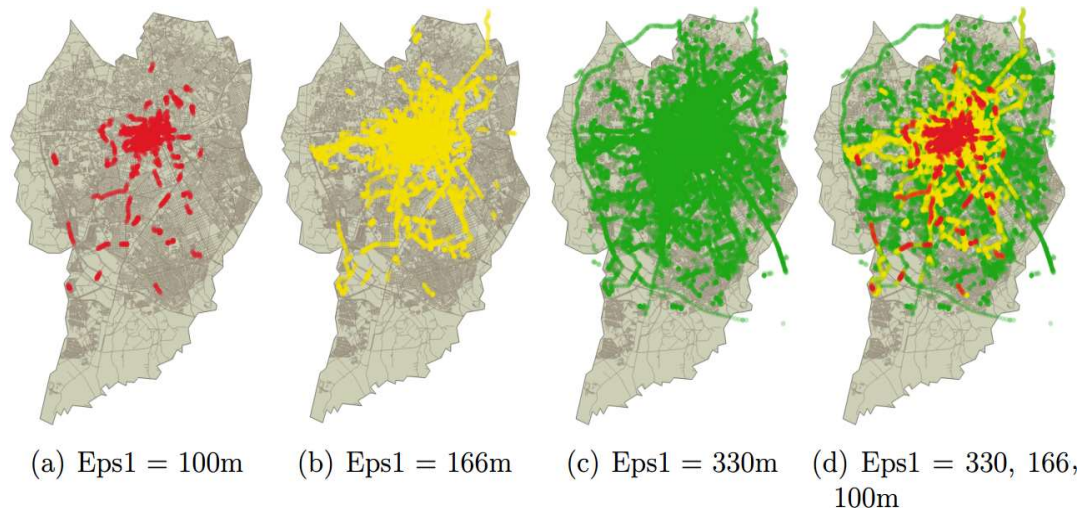 (a) Eps1 = 100m
(b) Eps1 = 166m
(c) Eps1 = 330m
(d) Eps1 = 330, 166,
100m